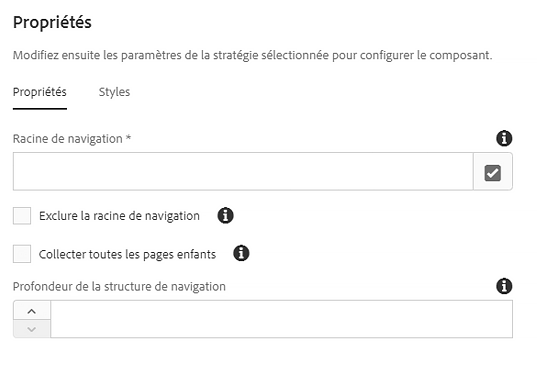 Propriétés
Modifiez ensuite les paramètres de la stratégie sélectionnée pour configurer le composant.
Propriétés Styles
Racine de navigation *
Exclure la racine de navigation
Collecter toutes les pages enfants
Profondeur de la structure de navigation